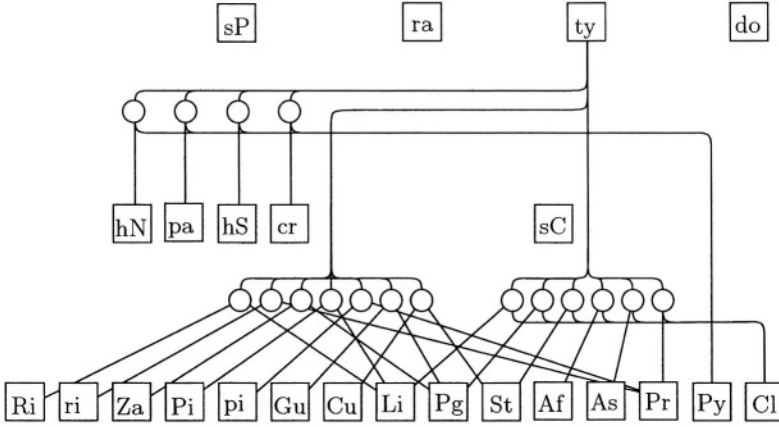 sP ra ty do
hN pa hS cr sC
Ri ri Za Pi pi Gu Cu Li Pg St Af As Pr Py Cl